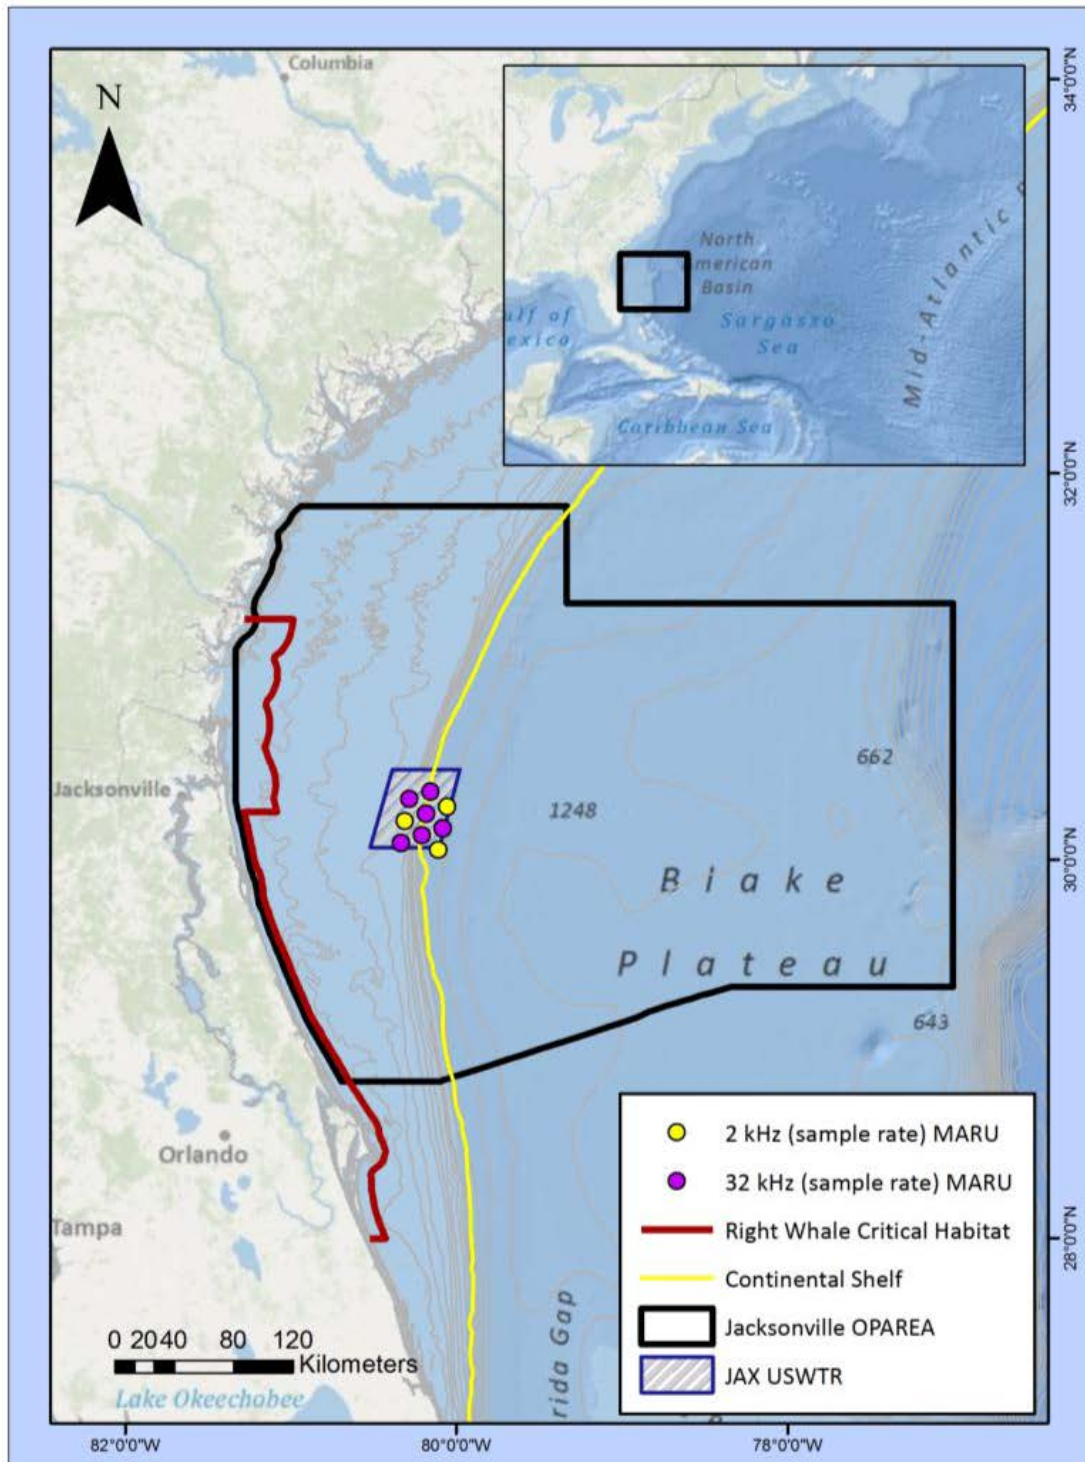 Columbia
N
34°0'0"N
North
American
Basin
Mid-Atlantic
Gulf of
Mexico
Sargasso
Sea
Caribbean Sea
32°0'0"N
Jacksonville
662
1248
30°0'0"N
Blake
Plateau
643
Orlando
Tampa
28°0'0"N
2 kHz (sample rate) MARU
32 kHz (sample rate) MARU
Right Whale Critical Habitat
Continental Shelf
Jacksonville OPAREA
JAX USWTR
0 20 40 80 120
Kilometers
Lake Okeechobee
rida Gap
82°0'0"W
80°0'0"W
78°0'0"W